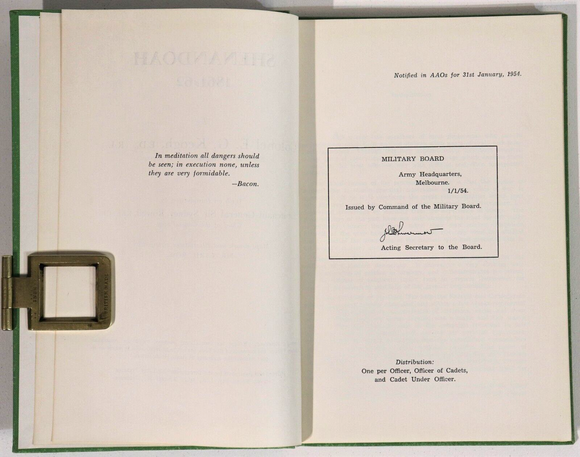 In meditation all dangers should
be seen; in execution none, unless
they are very formidable.
—Bacon.
Notified in AAOs for 31st January, 1954.
MILITARY BOARD
Army Headquarters,
Melbourne.
1/1/54.
Issued by Command of the Military Board.
Acting Secretary to the Board.
Distribution:
One per Officer, Officer of Cadets,
and Cadet Under Officer.
SHENANDOAH